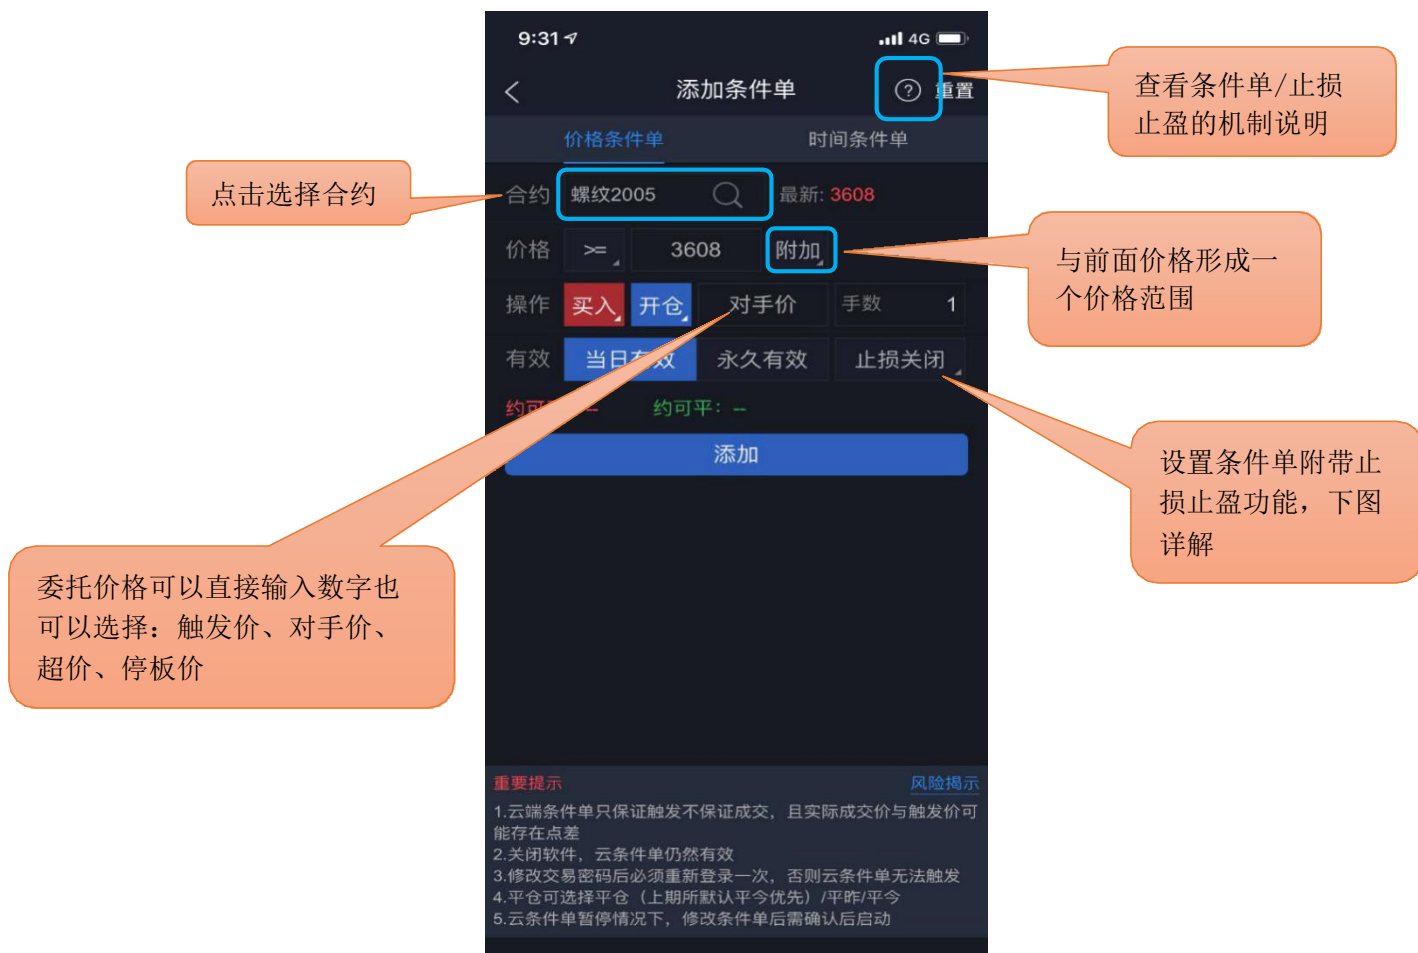 9:31
4G
添加条件单
重置
查看条件单/止损
止盈的机制说明
价格条件单
时间条件单
点击选择合约
合约
螺纹2005
最新: 3608
价格
>=
3608
附加
与前面价格形成一
个价格范围
操作
买入
开仓
对手价
手数
1
有效
当日有效
永久有效
止损关闭
约可
--
约可平: --
添加
设置条件单附带止
损止盈功能，下图
详解
委托价格可以直接输入数字也
可以选择：触发价、对手价、
超价、停板价
重要提示
风险揭示
1.云端条件单只保证触发不保证成交，且实际成交价与触发价可
能存在点差
2.关闭软件，云条件单仍然有效
3.修改交易密码后必须重新登录一次，否则云条件单无法触发
4.平仓可选择平仓（上期所默认平今优先）/平昨/平今
5.云条件单暂停情况下，修改条件单后需确认后启动